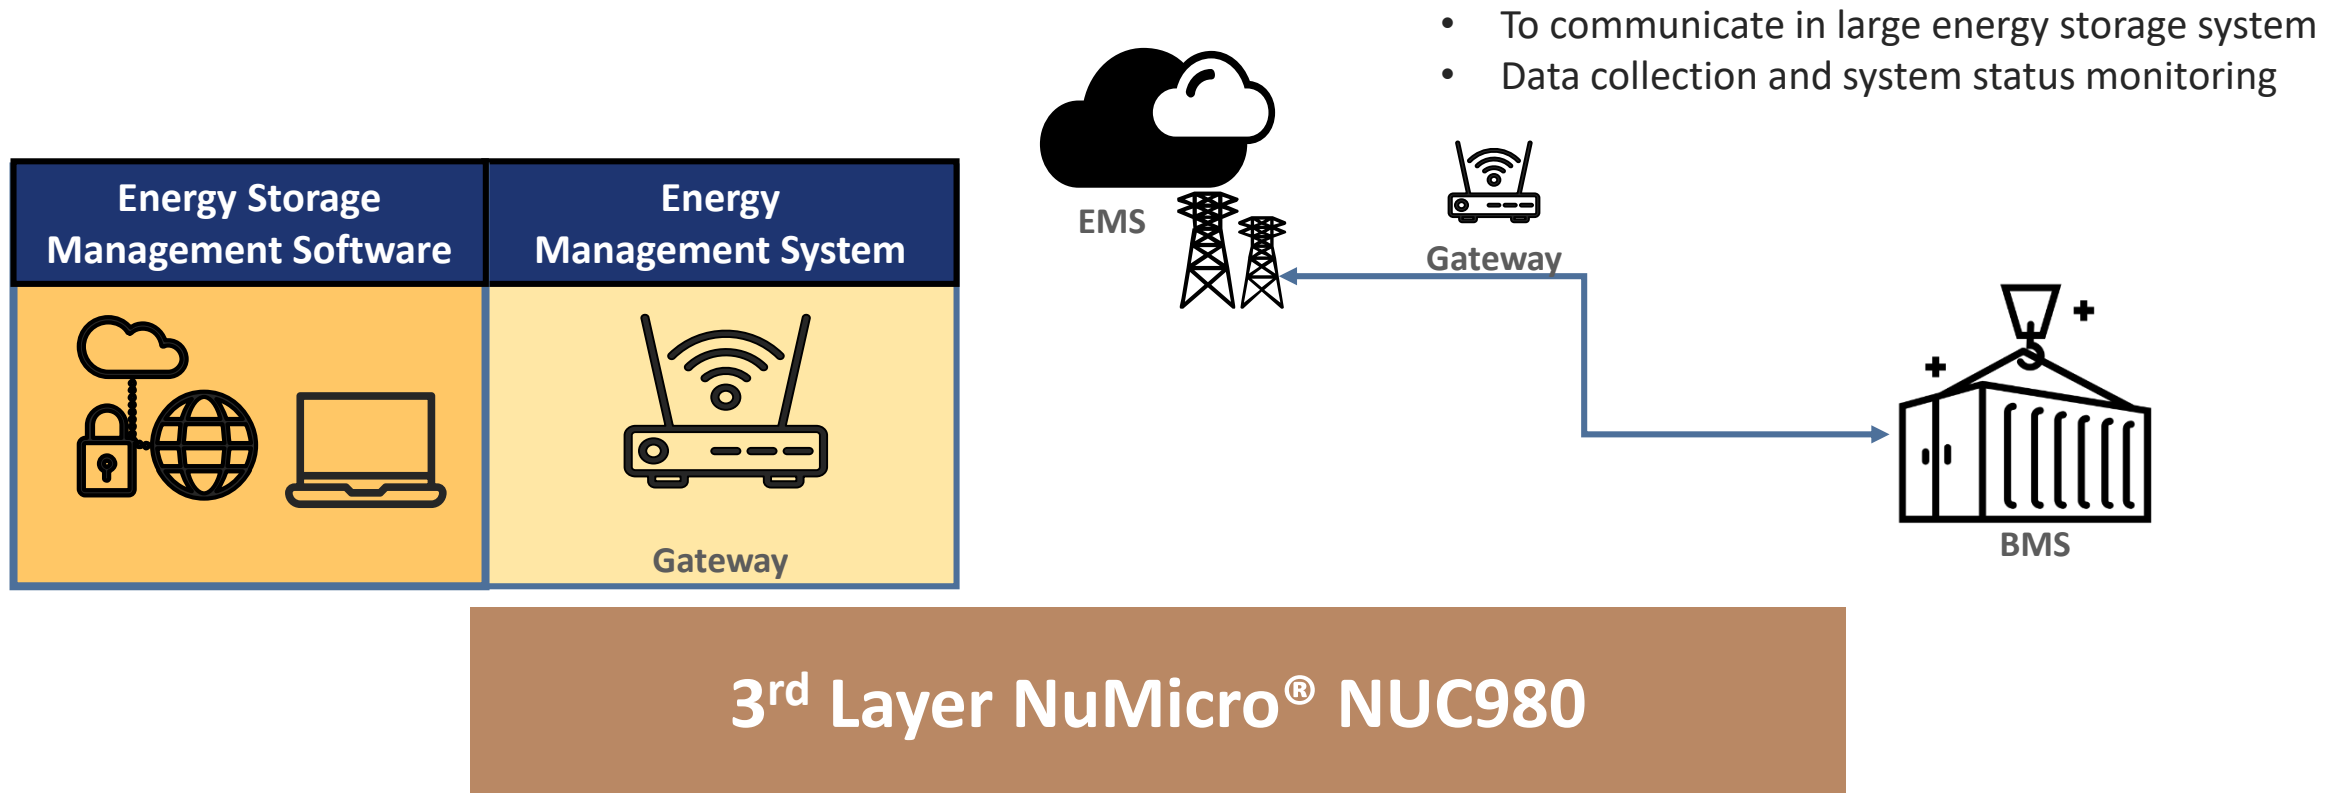 • To communicate in large energy storage system
• Data collection and system status monitoring
Energy Storage
Management Software
Energy
Management System
Gateway
EMS
Gateway
BMS
3rd Layer NuMicro® NUC980